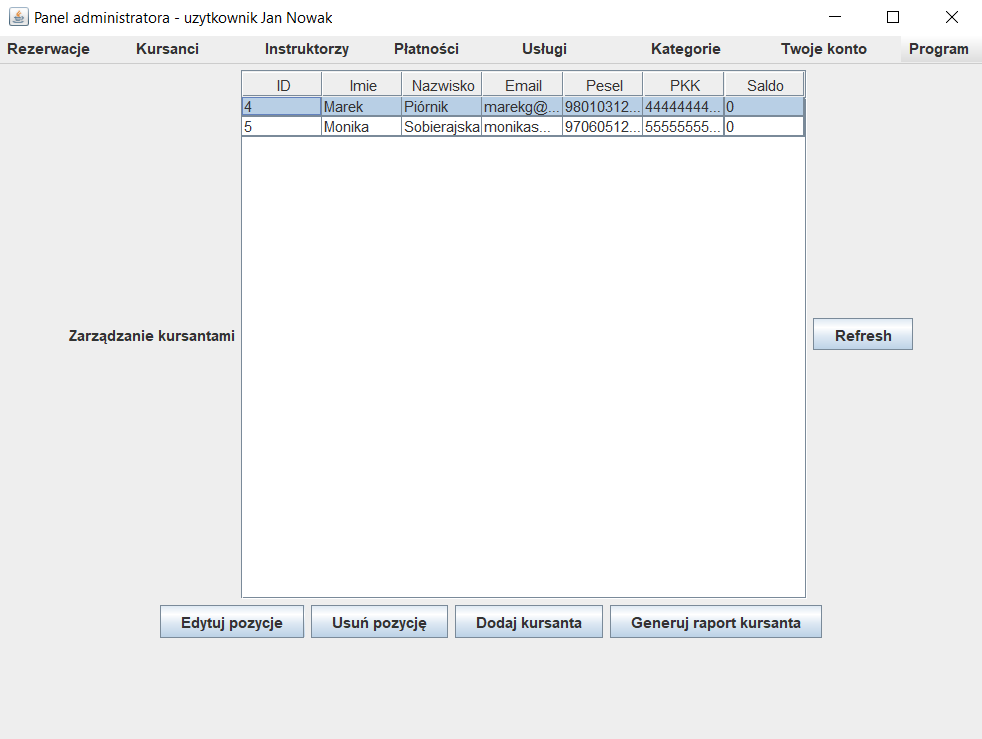 Panel administratora - uzytkownik Jan Nowak
Rezerwacje Kursanci Instruktorzy Płatności Usługi Kategorie Twoje konto Program
ID Imie Nazwisko Email Pesel PKK Saldo
4 Marek Piórnik marekg@... 98010312... 44444444... 0
5 Monika Sobierajska monikas... 97060512... 55555555... 0
Zarządzanie kursantami
Refresh
Edytuj pozycje Usuń pozycję Dodaj kursanta Generuj raport kursanta